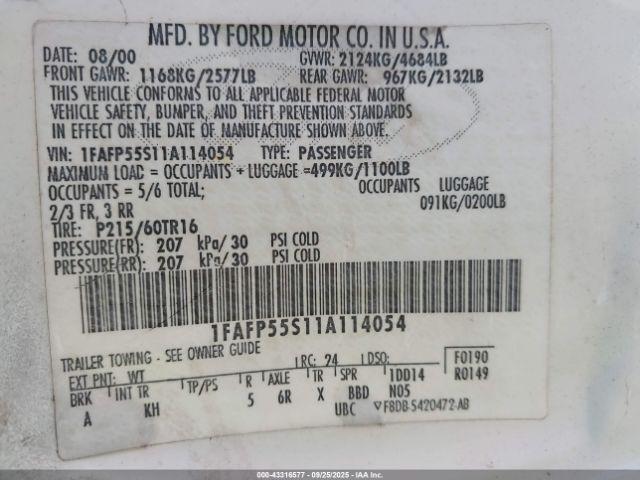 MFD. BY FORD MOTOR CO. IN U.S.A.
DATE: 08/00 GVWR: 2124KG/4684LB
FRONT GAWR: 1168KG/2577LB REAR GAWR: 967KG/2132LB
THIS VEHICLE CONFORMS TO ALL APPLICABLE FEDERAL MOTOR
VEHICLE SAFETY, BUMPER, AND THEFT PREVENTION STANDARDS
IN EFFECT ON THE DATE OF MANUFACTURE SHOWN ABOVE.
VIN: 1FAFP55S11A114054 TYPE: PASSENGER
MAXIMUM LOAD = OCCUPANTS + LUGGAGE =499KG/1100LB
OCCUPANTS = 5/6 TOTAL; OCCUPANTS LUGGAGE
2/3 FR, 3 RR 091KG/0200LB
TIRE: P215/60TR16
PRESSURE(FR): 207 kPa/30 PSI COLD
PRESSURE(RR): 207 kPa/30 PSI COLD
1FAFP55S11A114054
TRAILER TOWING - SEE OWNER GUIDE
EXT PNT: WT RC: 24 DSO: F0190
BRK INT TR TP/PS R AXLE TR SPR 1DD14 R0149
A KH 5 6R X BBD N05
UBC ▽F8DB-5420472-AB
000-43316577 - 09/25/2025 - IAAI.COM